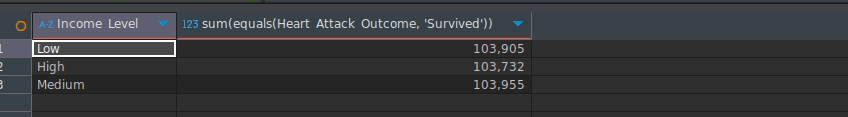 A-Z Income Level 123 sum(equals(Heart Attack Outcome, 'Survived'))
1 Low 103,905
2 High 103,732
3 Medium 103,955